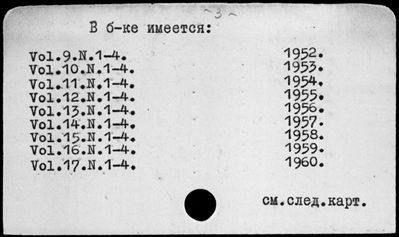 - 3 -
В б-ке имеется:
Vol.9.N.1-4. 1952.
Vol.10.N.1-4. 1953.
Vol.11.N.1-4. 1954.
Vol.12.N.1-4. 1955.
Vol.13.N.1-4. 1956.
Vol.14.N.1-4. 1957.
Vol.15.N.1-4. 1958.
Vol.16.N.1-4. 1959.
Vol.17.N.1-4. 1960.
см.след.карт.